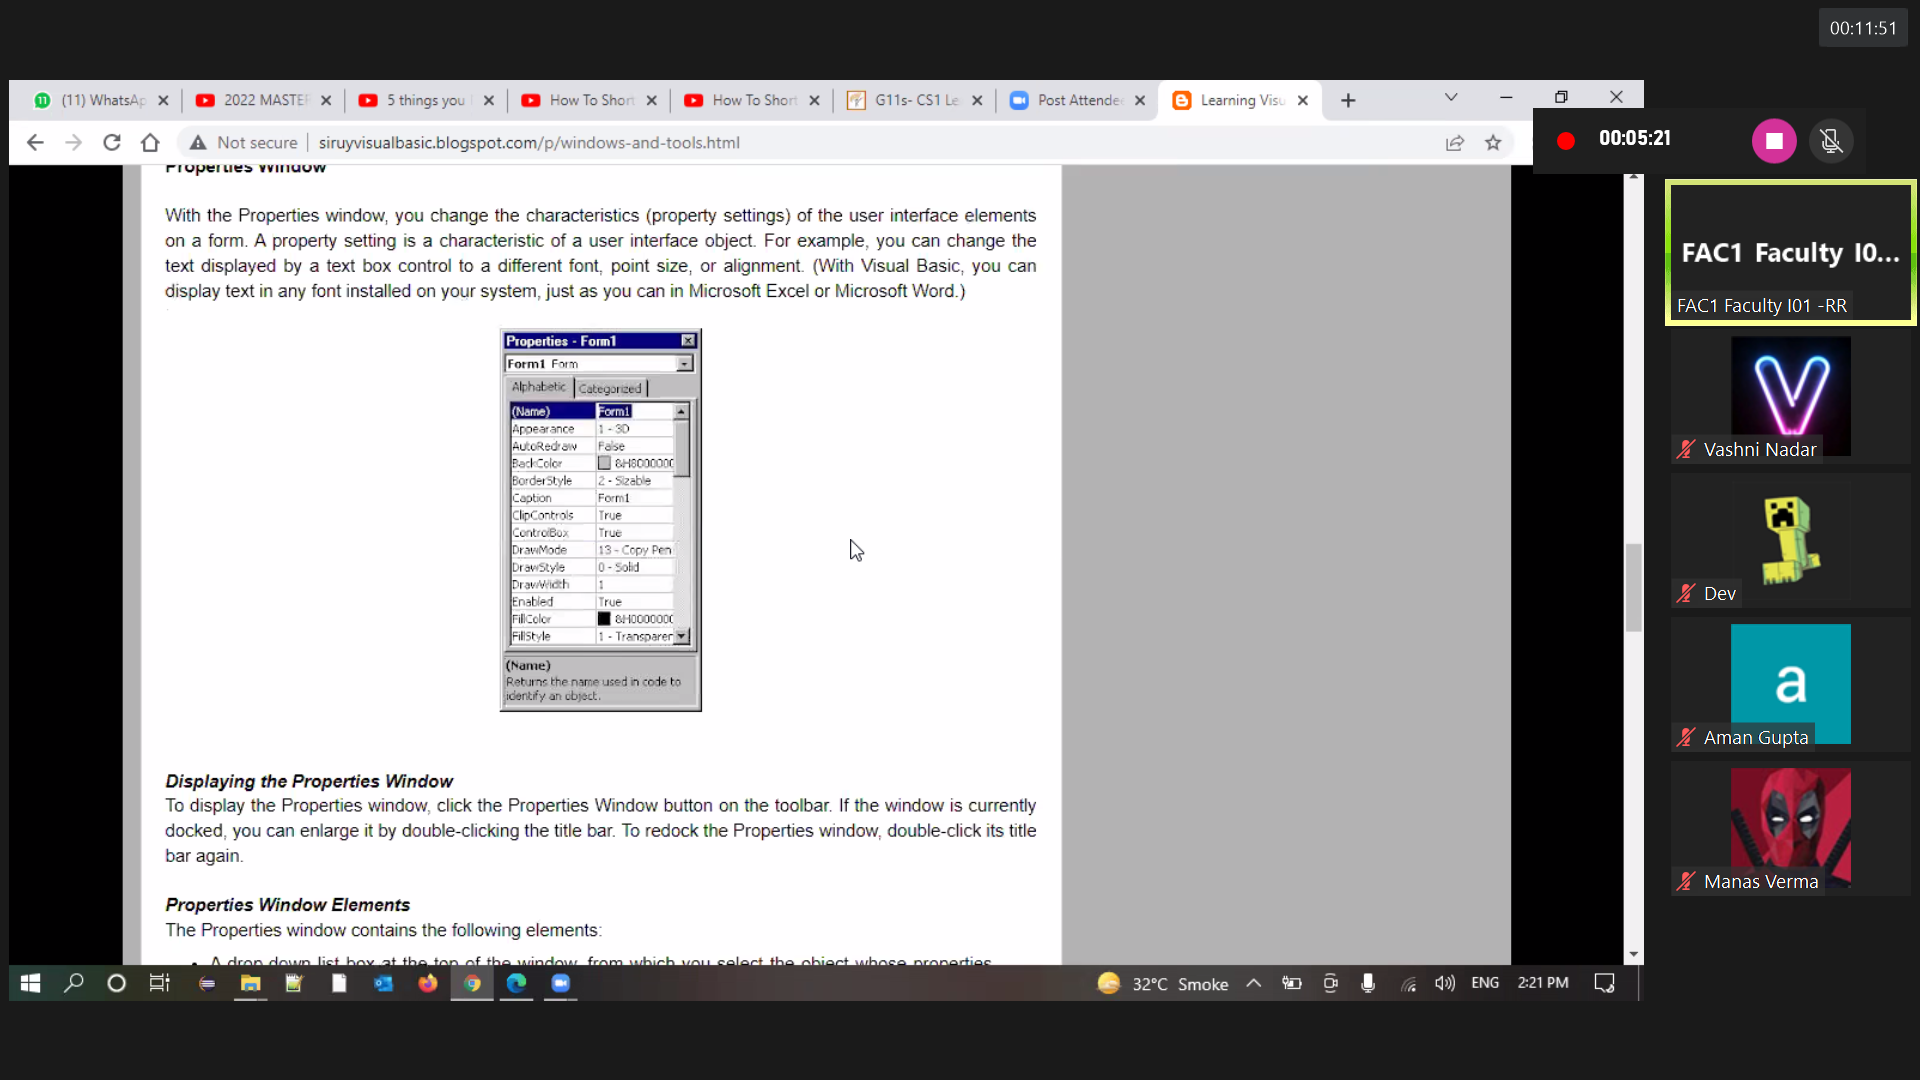 00:11:51
(11) WhatsAp
2022 MASTER
5 things you
How To Short
How To Short
G11s- CS1 Le
Post Attendee
Learning Visu
Not secure
siruyvisualbasic.blogspot.com/p/windows-and-tools.html
00:05:21
Properties Window
With the Properties window, you change the characteristics (property settings) of the user interface elements
on a form. A property setting is a characteristic of a user interface object. For example, you can change the
text displayed by a text box control to a different font, point size, or alignment. (With Visual Basic, you can
display text in any font installed on your system, just as you can in Microsoft Excel or Microsoft Word.)
Properties - Form1
Form1 Form
Alphabetic Categorized
(Name) Form1
Appearance 1 - 3D
AutoRedraw False
BackColor &H8000000
BorderStyle 2 - Sizable
Caption Form1
ClipControls True
ControlBox True
DrawMode 13 - Copy Pen
DrawStyle 0 - Solid
DrawWidth 1
Enabled True
FillColor &H0000000
FillStyle 1 - Transparen
(Name)
Returns the name used in code to
identify an object.
Displaying the Properties Window
To display the Properties window, click the Properties Window button on the toolbar. If the window is currently
docked, you can enlarge it by double-clicking the title bar. To redock the Properties window, double-click its title
bar again.
Properties Window Elements
The Properties window contains the following elements:
A drop down list box at the top of the window, from which you select the object whose properties
FAC1 Faculty I0...
FAC1 Faculty I01 -RR
Vashni Nadar
Dev
a
Aman Gupta
Manas Verma
32°C Smoke
ENG
2:21 PM